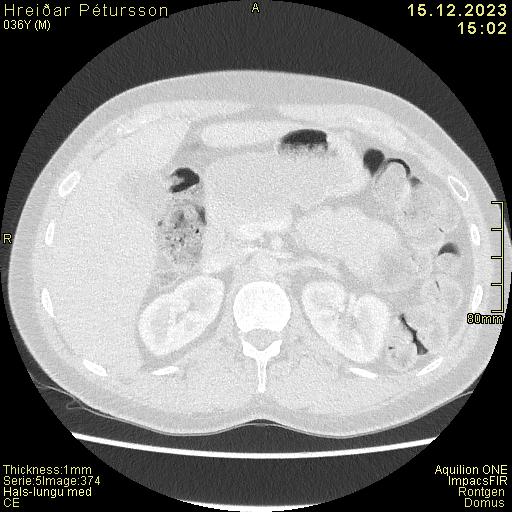 Hreiðar Pétursson
036Y (M)
A
15.12.2023
15:02
R
80mm
Thickness:1mm
Serie:5Image:374
Hals-lungu med
CE
Aquilion ONE
ImpacsFIR
Rontgen
Domus